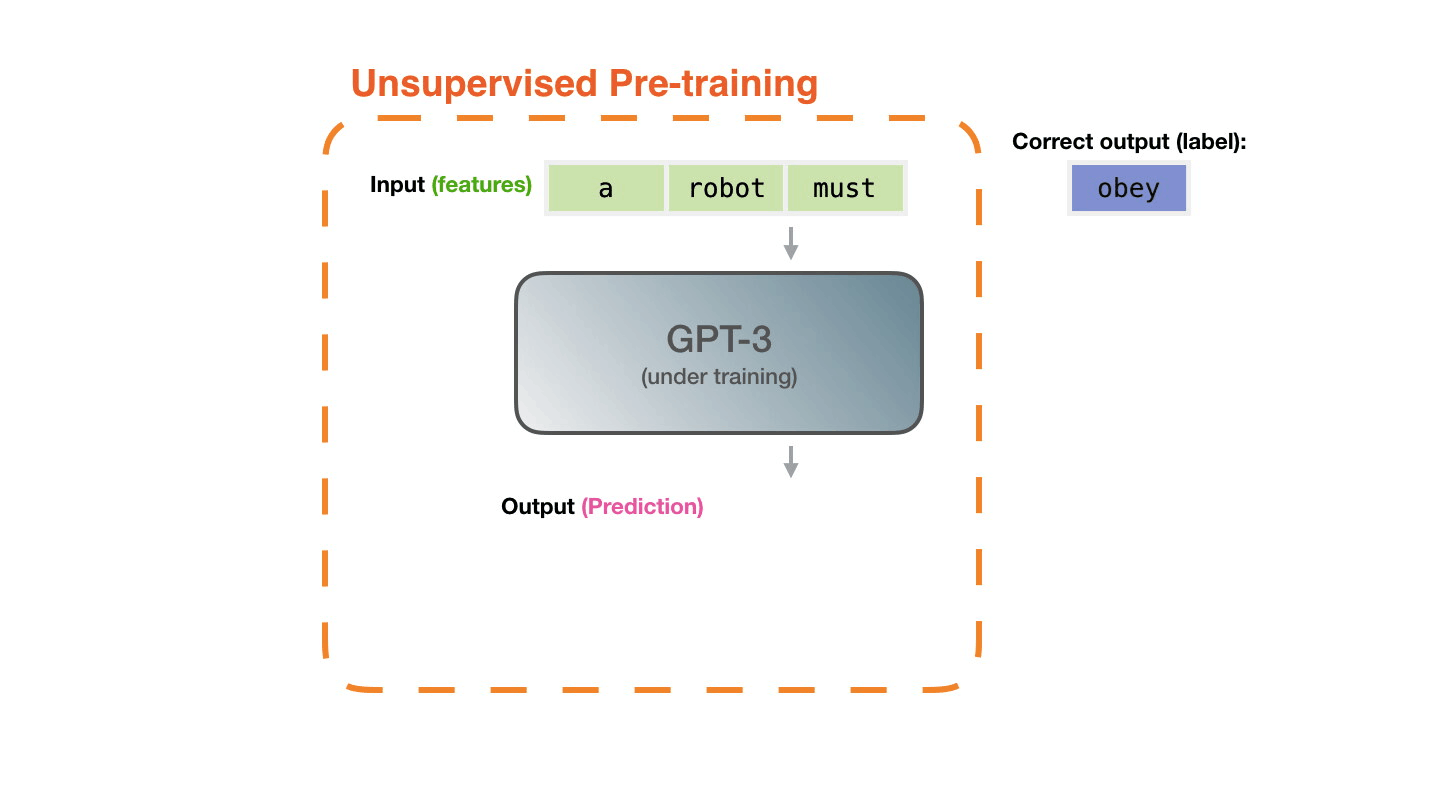 Unsupervised Pre-training
Correct output (label):
Input (features) a robot must
obey
GPT-3
(under training)
Output (Prediction)